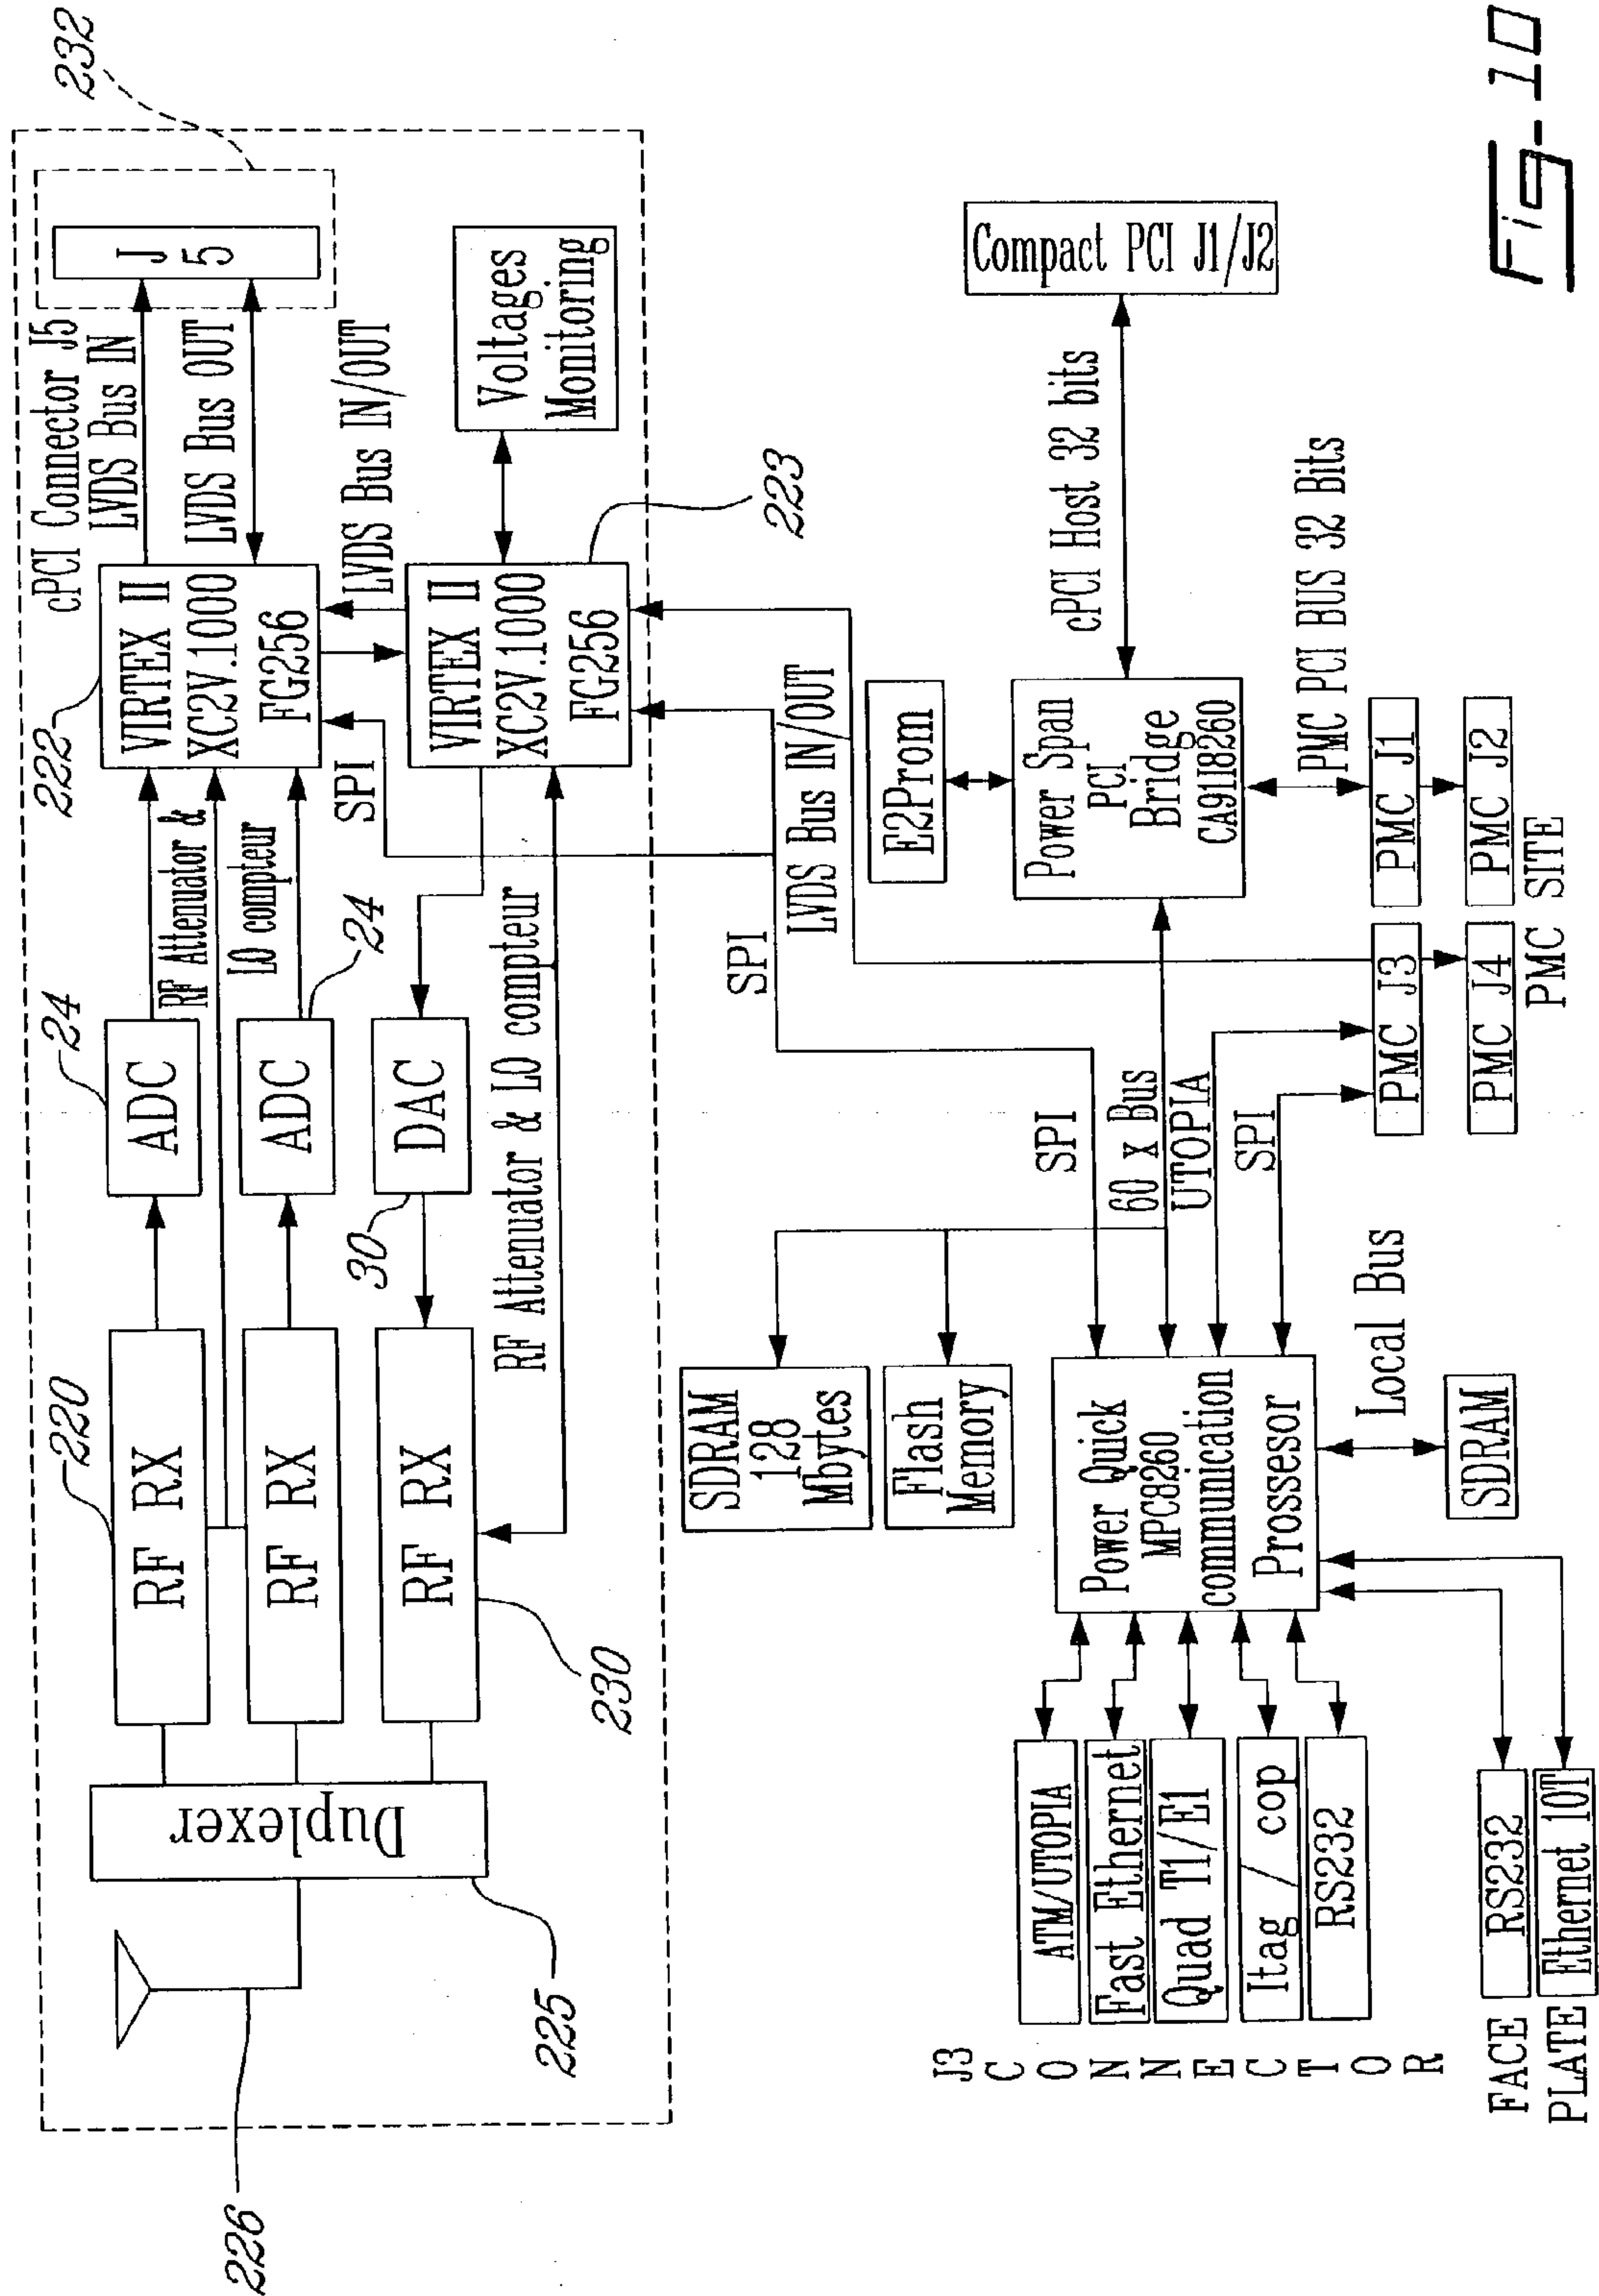 232
cPCI Connector J5
LVDS Bus IN
J
5
LVDS Bus OUT
LVDS Bus IN/OUT
222
VIRTEX II
XC2V.1000
FG256
Voltages
Monitoring
223
VIRTEX II
XC2V.1000
FG256
SPI
24
ADC
RF Attenuator &
LO compteur
24
ADC
DAC
30
RF Attenuator & LO compteur
220
RF RX
RF RX
RF RX
230
Duplexer
225
226
SPI
LVDS Bus IN/OUT
E2Prom
Power Span
PCI
Bridge
CA91I8260
cPCI Host 32 bits
Compact PCI J1/J2
PMC PCI BUS 32 Bits
PMC J1
PMC J2
PMC J3
PMC J4
PMC SITE
SPI
60 x Bus
UTOPIA
SPI
SDRAM
128
Mbytes
Flash
Memory
Power Quick
MPC8260
communication
Prossesor
Local Bus
SDRAM
J3
C
O
N
N
E
C
T
O
R
ATM/UTOPIA
Fast Ethernet
Quad T1/E1
Itag / cop
RS232
FACE
PLATE
RS232
Ethernet 10T
Fig-10